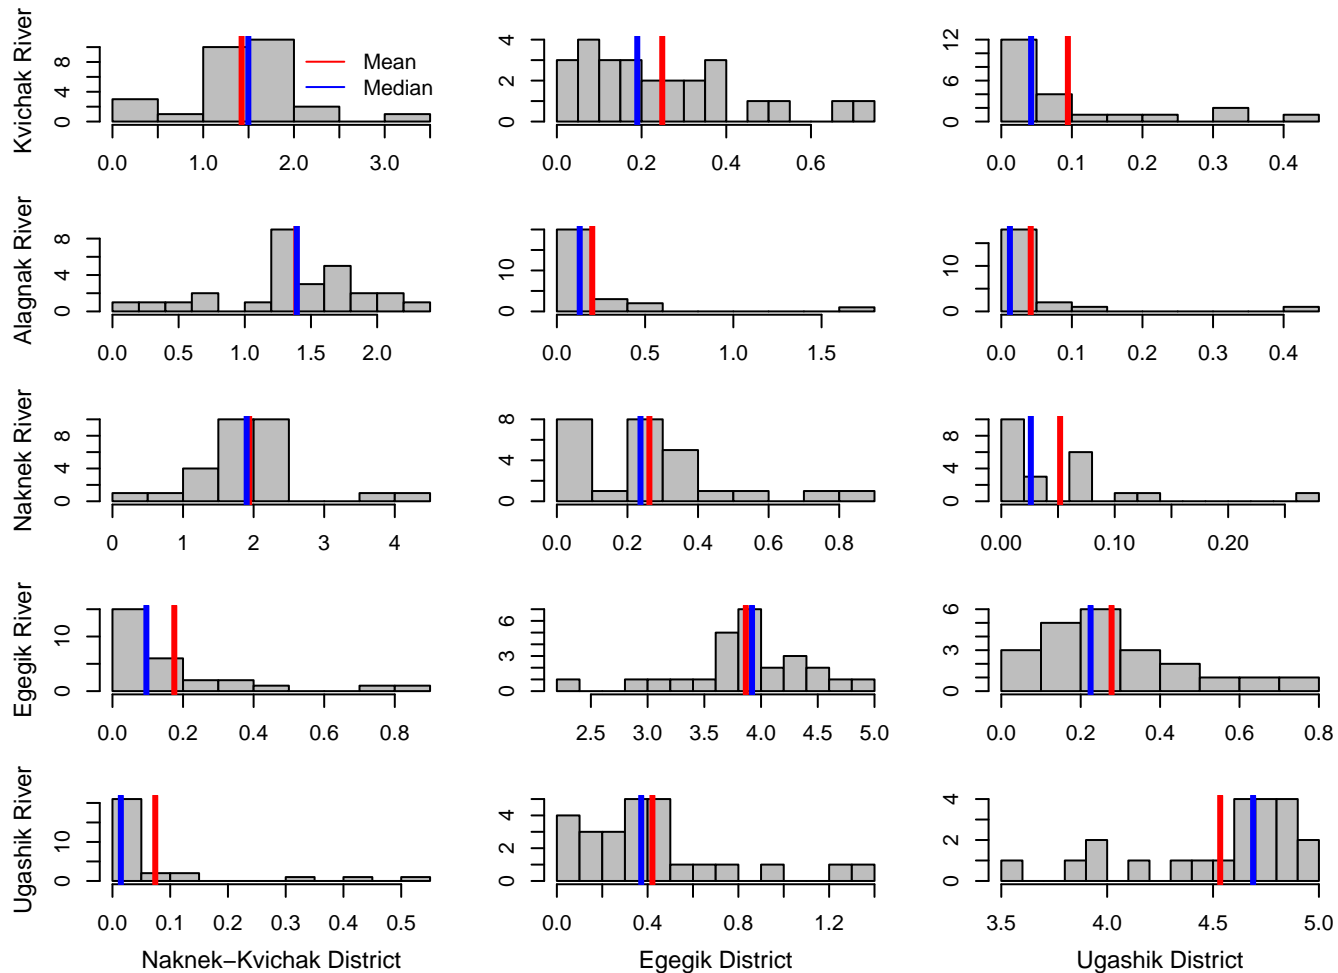 Kvichak River
0 4 8
Mean
Median
0.0 1.0 2.0 3.0
0 2 4
0.0 0.2 0.4 0.6
0 6 12
0.0 0.1 0.2 0.3 0.4
Alagnak River
0 4 8
0.0 0.5 1.0 1.5 2.0
0 10
0.0 0.5 1.0 1.5
0 10
0.0 0.1 0.2 0.3 0.4
Naknek River
0 4 8
0 1 2 3 4
0 4 8
0.0 0.2 0.4 0.6 0.8
0 4 8
0.00 0.10 0.20
Egegik River
0 10
0.0 0.2 0.4 0.6 0.8
0 3 6
2.5 3.0 3.5 4.0 4.5 5.0
0 3 6
0.0 0.2 0.4 0.6 0.8
Ugashik River
0 10
0.0 0.1 0.2 0.3 0.4 0.5
0 2 4
0.0 0.4 0.8 1.2
0 2 4
3.5 4.0 4.5 5.0
Naknek−Kvichak District
Egegik District
Ugashik District